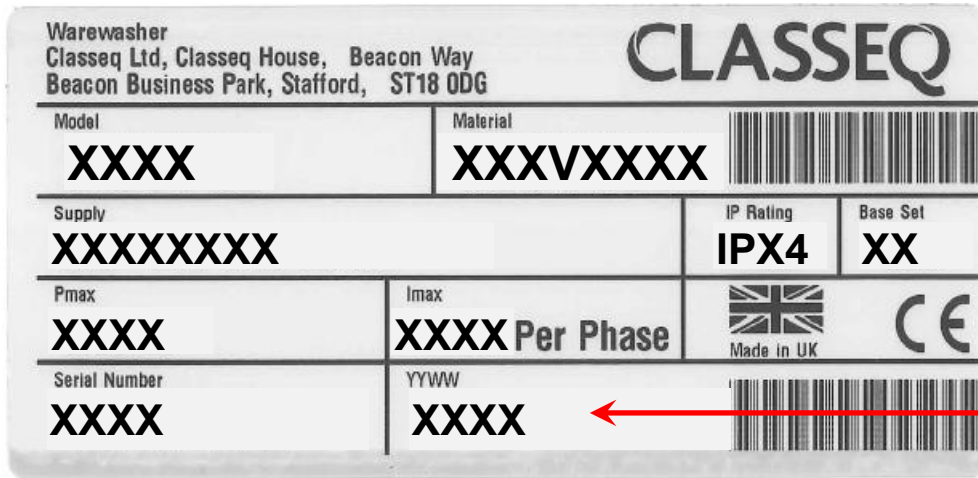 Warewasher
Classeq Ltd, Classeq House, Beacon Way
Beacon Business Park, Stafford, ST18 0DG
CLASSEQ
Model
XXXX
Material
XXXVXXXX
Supply
XXXXXXXX
IP Rating
IPX4
Base Set
XX
Pmax
XXXX
Imax
XXXX Per Phase
Made in UK
CE
Serial Number
XXXX
YYWW
XXXX